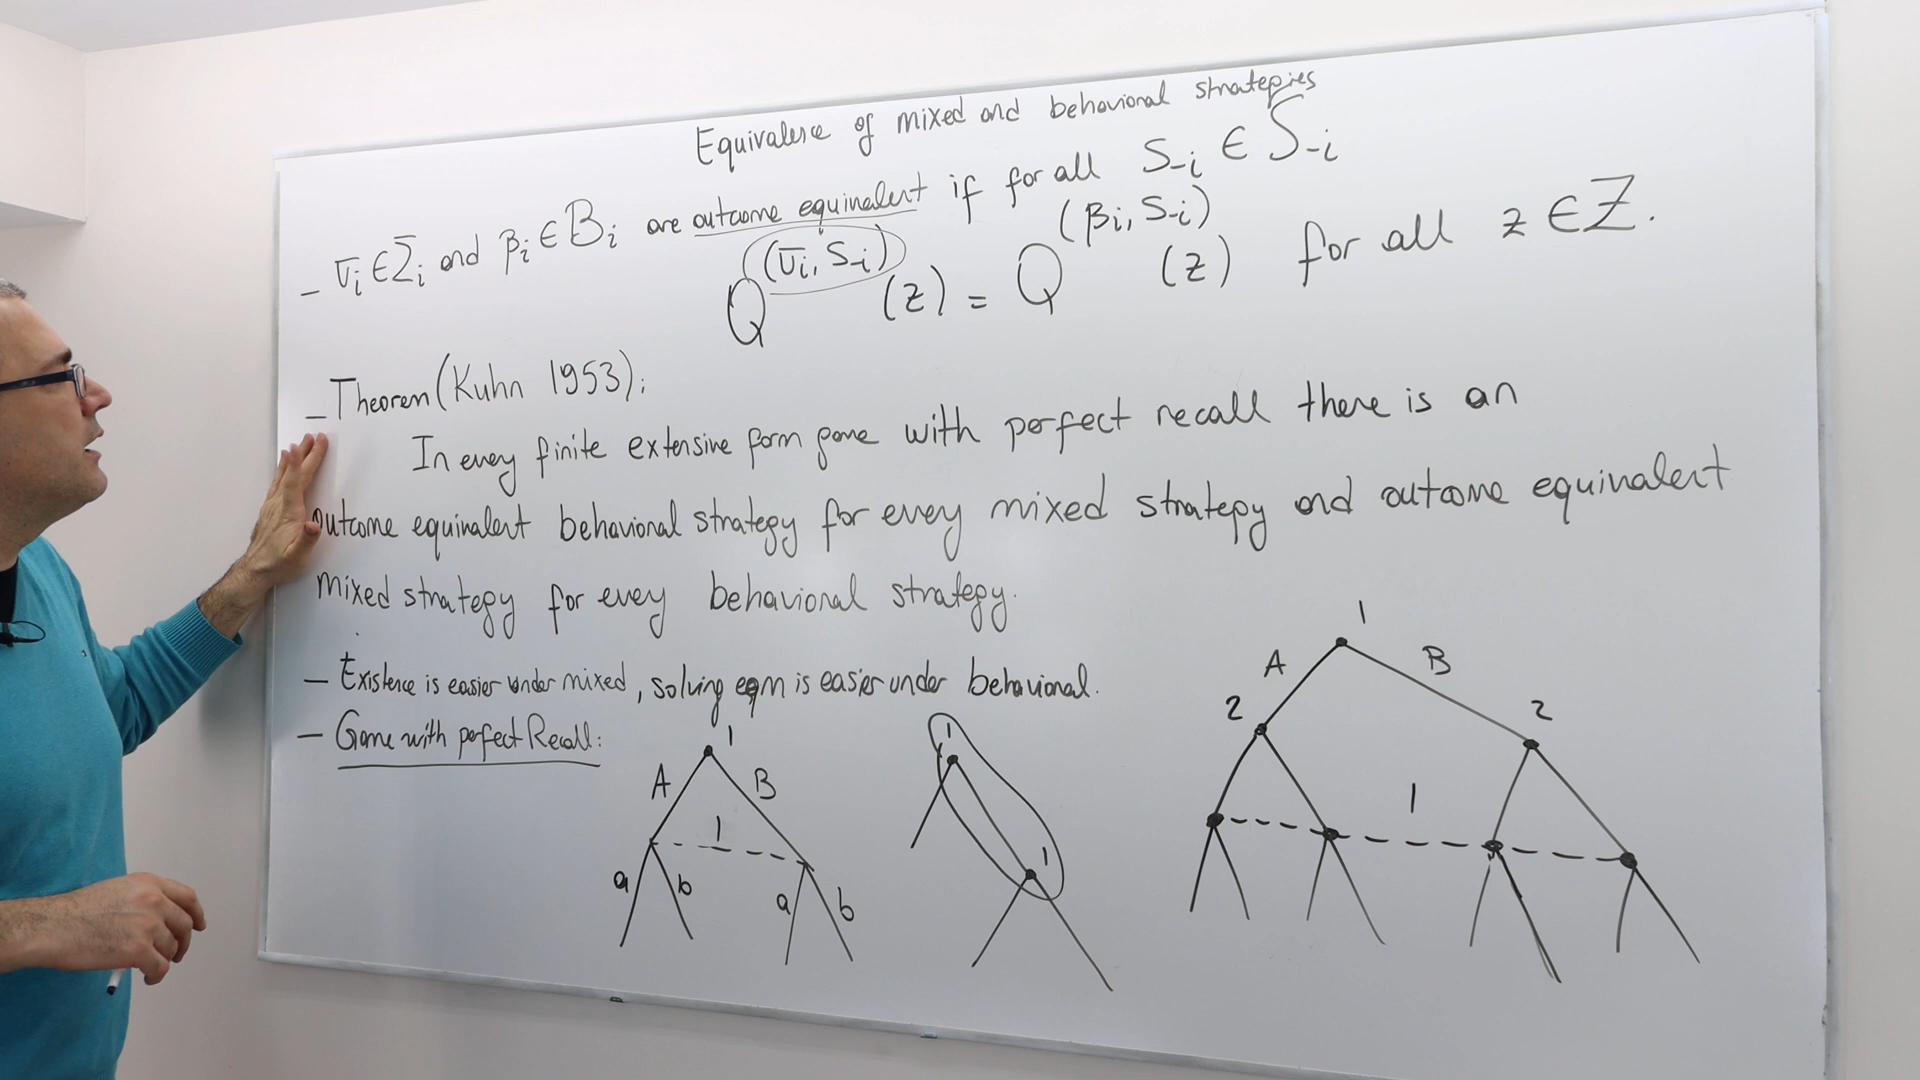 Equivalence of mixed and behavioral strategies
– σi ∈ Σi and βi ∈ Bi are outcome equivalent if for all S-i ∈ S-i
Q^(σi, S-i) (z) = Q^(βi, S-i) (z) for all z ∈ Z.
– Theorem (Kuhn 1953):
In every finite extensive form game with perfect recall there is an
outcome equivalent behavioral strategy for every mixed strategy and outcome equivalent
mixed strategy for every behavioral strategy.
– Existence is easier under mixed, solving eqm is easier under behavioral.
– Game with perfect Recall:
1
A B
1
a b a b
1
1
1
A B
2 2
1